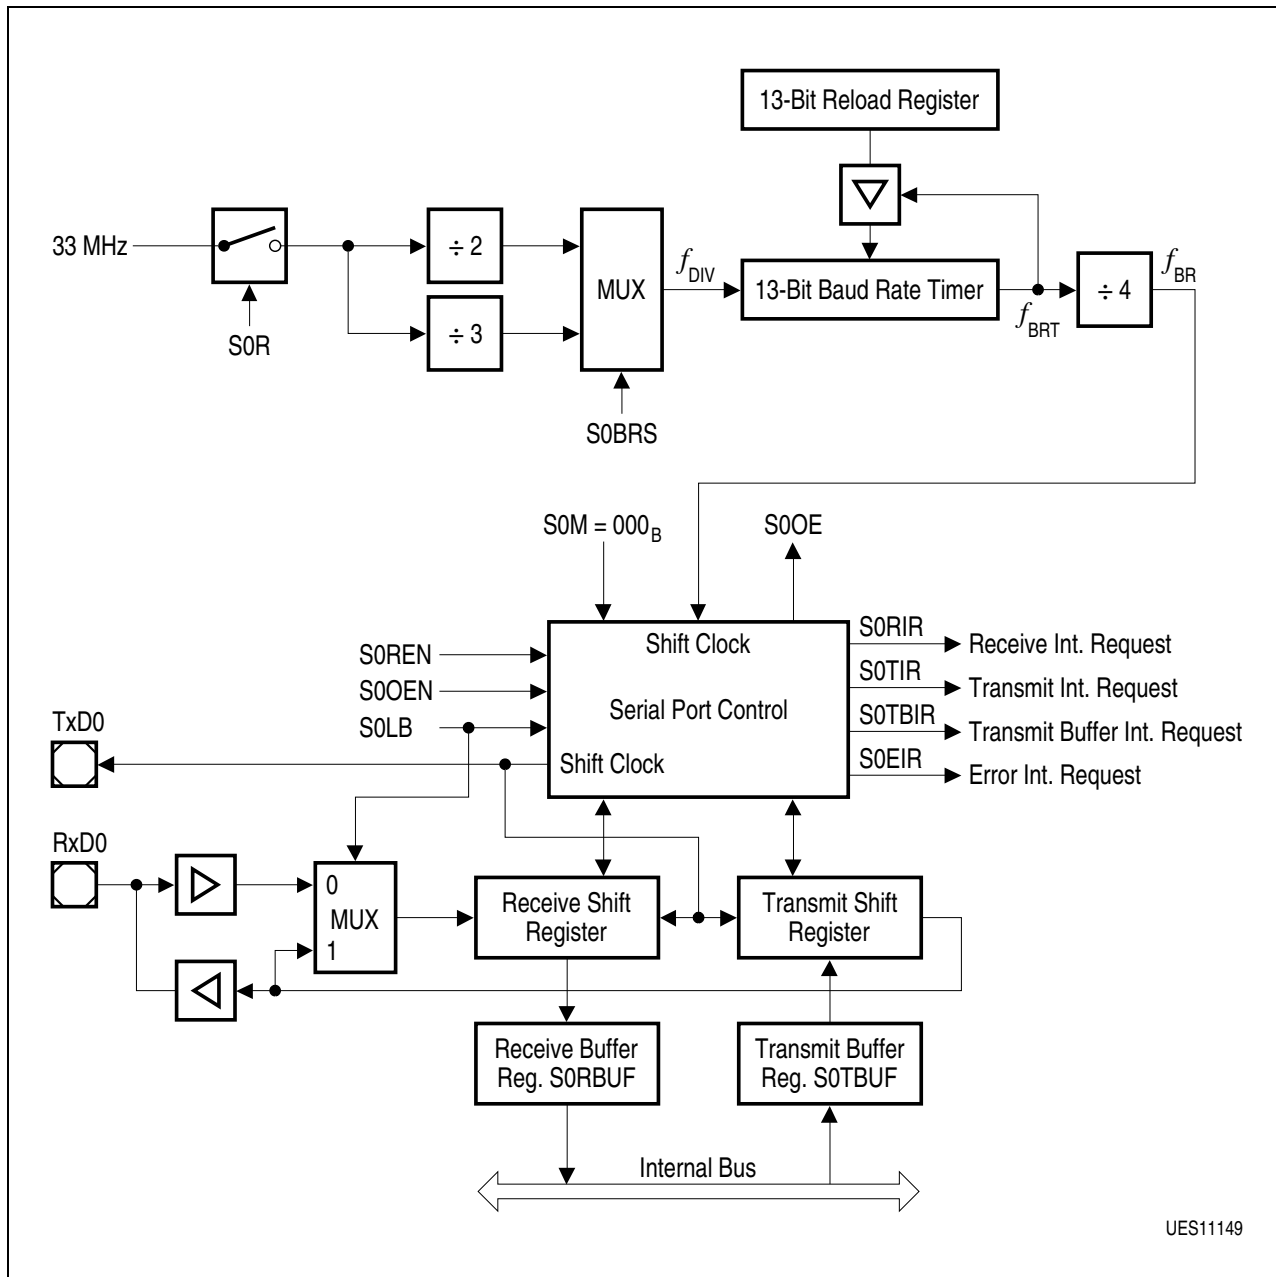 13-Bit Reload Register
33 MHz
÷ 2
MUX
fDIV
13-Bit Baud Rate Timer
÷ 4
fBR
fBRT
÷ 3
S0R
S0BRS
S0M = 000B
S0OE
Shift Clock
S0REN
S0OEN
S0LB
Serial Port Control
Shift Clock
S0RIR
Receive Int. Request
S0TIR
Transmit Int. Request
S0TBIR
Transmit Buffer Int. Request
S0EIR
Error Int. Request
TxD0
RxD0
0
MUX
1
Receive Shift
Register
Transmit Shift
Register
Receive Buffer
Reg. S0RBUF
Transmit Buffer
Reg. S0TBUF
Internal Bus
UES11149